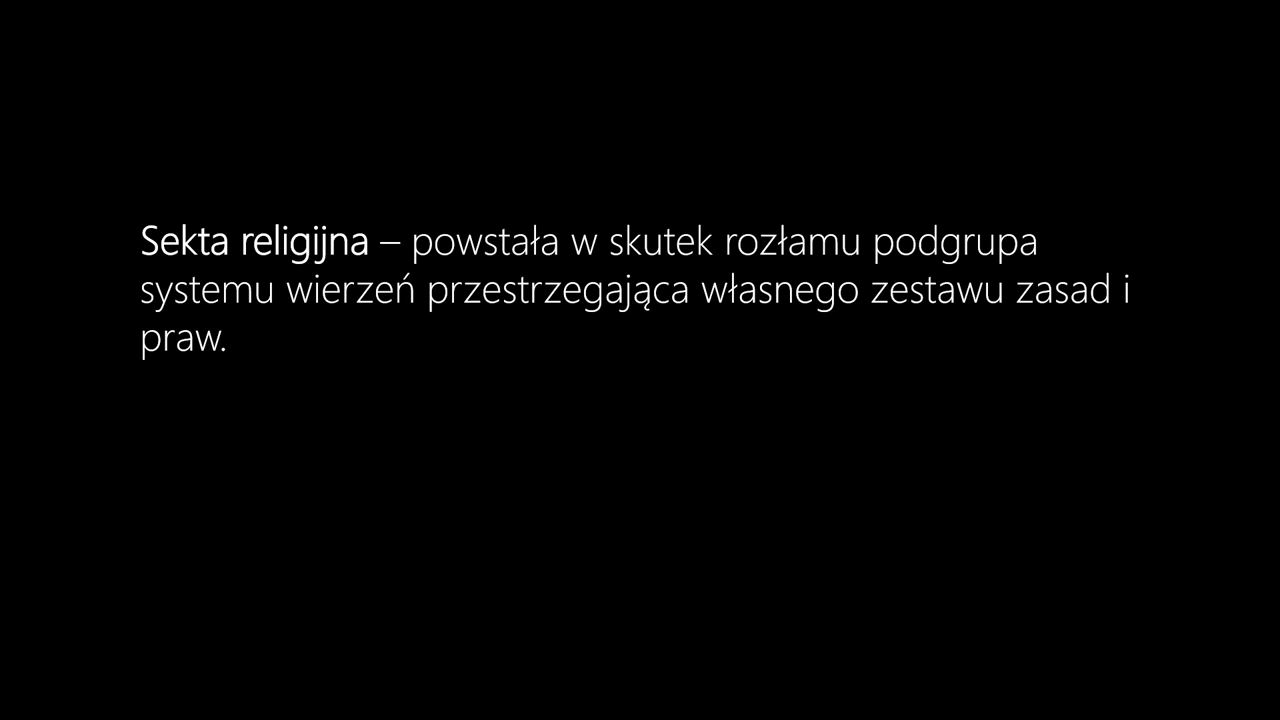 Sekta religijna – powstała w skutek rozłamu podgrupa
systemu wierzeń przestrzegająca własnego zestawu zasad i
praw.